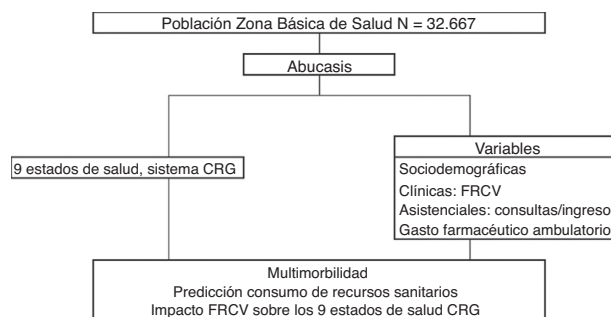 Población Zona Básica de Salud N = 32.667
Abucasis
9 estados de salud, sistema CRG
Variables
Sociodemográficas
Clínicas: FRCV
Asistenciales: consultas/ingreso
Gasto farmacéutico ambulatorio
Multimorbilidad
Predicción consumo de recursos sanitarios
Impacto FRCV sobre los 9 estados de salud CRG